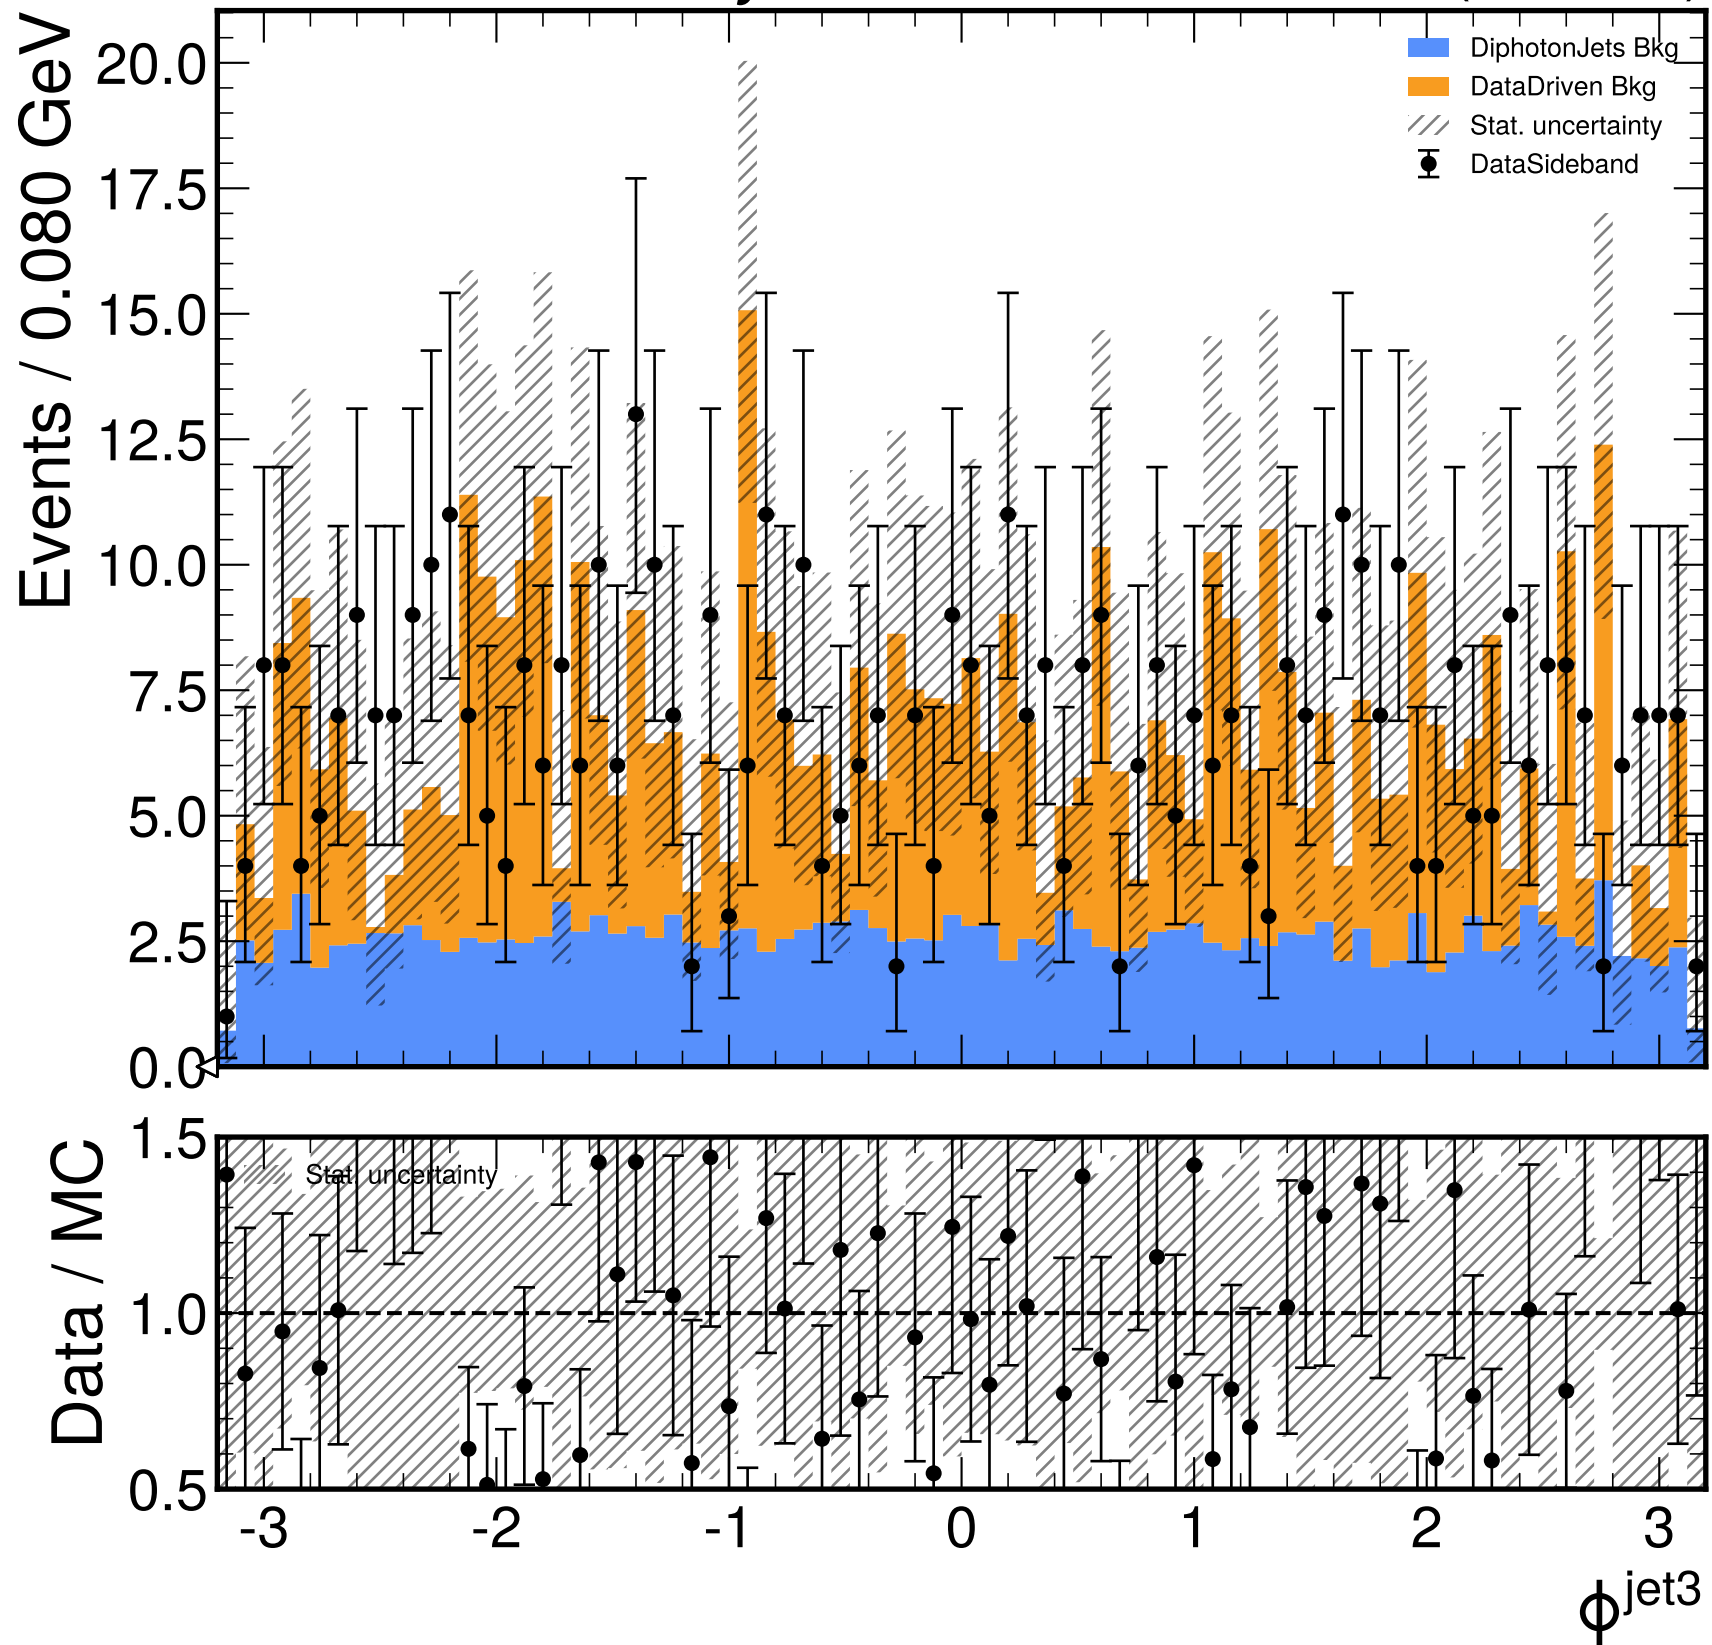 Events / 0.080 GeV
20.0
17.5
15.0
12.5
10.0
7.5
5.0
2.5
0.0
DiphotonJets Bkg
DataDriven Bkg
Stat. uncertainty
DataSideband
Data / MC
1.5
1.0
0.5
Stat. uncertainty
-3 -2 -1 0 1 2 3
ϕ^jet3